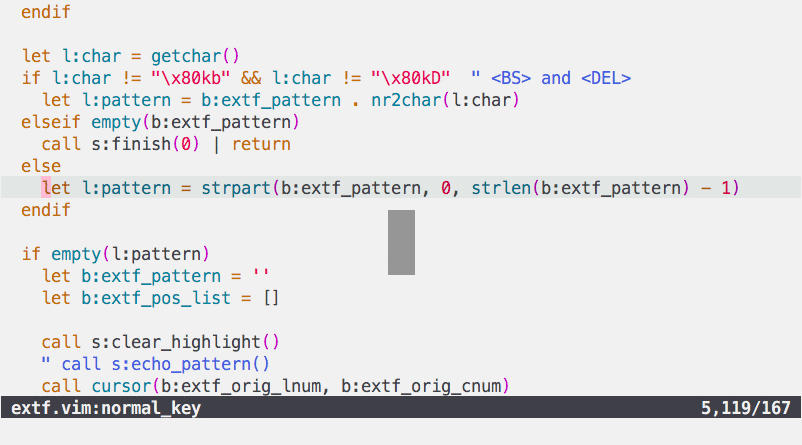 endif
let l:char = getchar()
if l:char != "\x80kb" && l:char != "\x80kD"  " <BS> and <DEL>
let l:pattern = b:extf_pattern . nr2char(l:char)
elseif empty(b:extf_pattern)
call s:finish(0) | return
else
let l:pattern = strpart(b:extf_pattern, 0, strlen(b:extf_pattern) - 1)
endif
if empty(l:pattern)
let b:extf_pattern = ''
let b:extf_pos_list = []
call s:clear_highlight()
" call s:echo_pattern()
call cursor(b:extf_orig_lnum, b:extf_orig_cnum)
extf.vim:normal_key 5,119/167